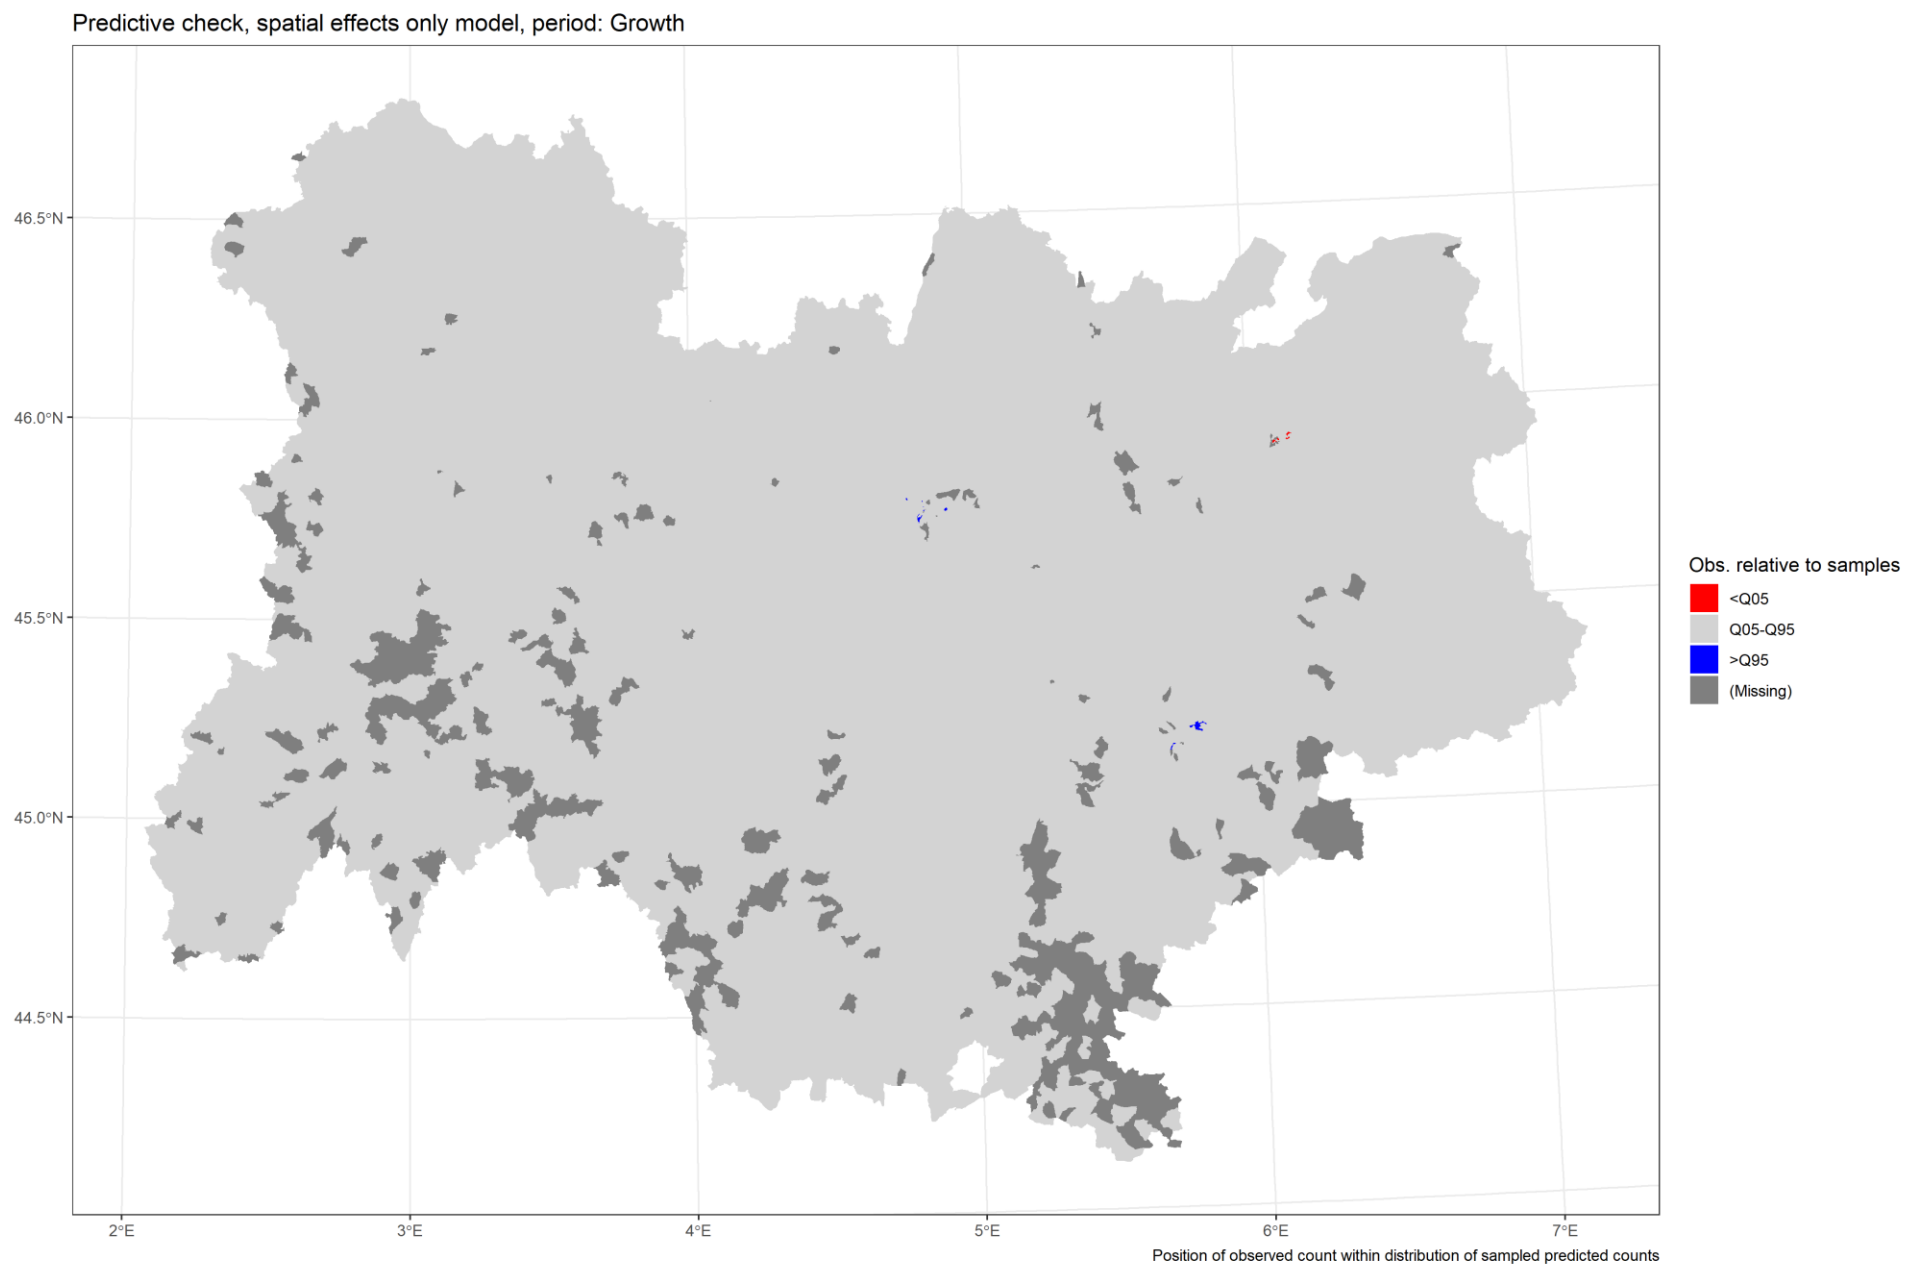 Predictive check, spatial effects only model, period: Growth
46.5°N
46.0°N
45.5°N
45.0°N
44.5°N
2°E
3°E
4°E
5°E
6°E
7°E
Obs. relative to samples
<Q05
Q05-Q95
>Q95
(Missing)
Position of observed count within distribution of sampled predicted counts